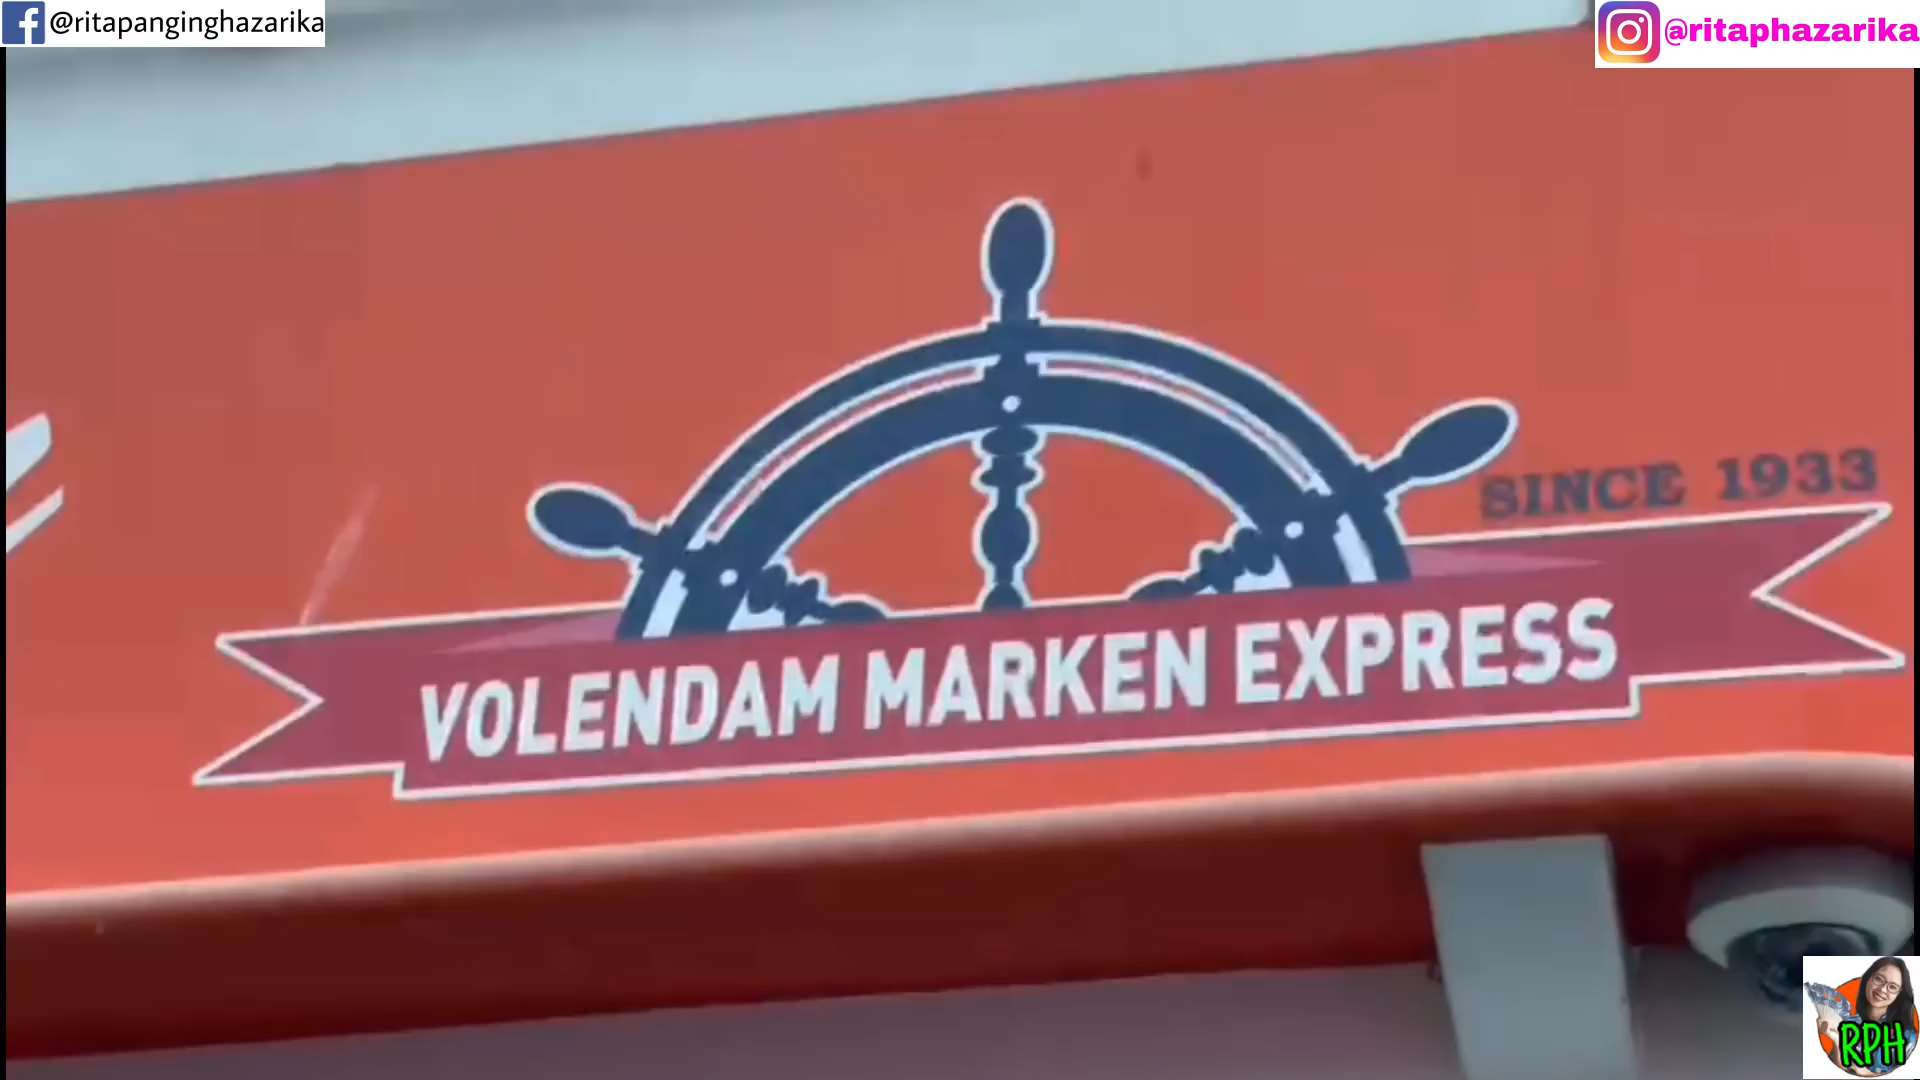 @ritapanginghazarika
@ritaphazarika
SINCE 1933
VOLENDAM MARKEN EXPRESS
RPH